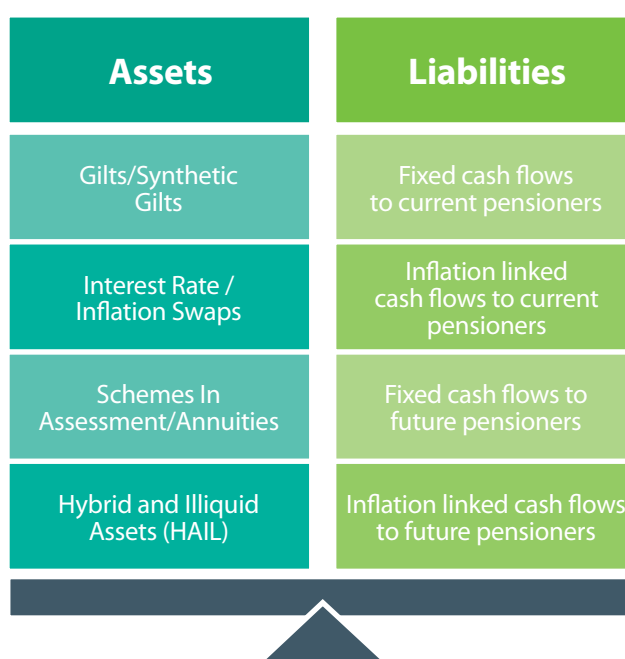 Assets
Liabilities
Gilts/Synthetic
Gilts
Fixed cash flows
to current pensioners
Interest Rate /
Inflation Swaps
Inflation linked
cash flows to current
pensioners
Schemes In
Assessment/Annuities
Fixed cash flows to
future pensioners
Hybrid and Illiquid
Assets (HAIL)
Inflation linked cash flows
to future pensioners